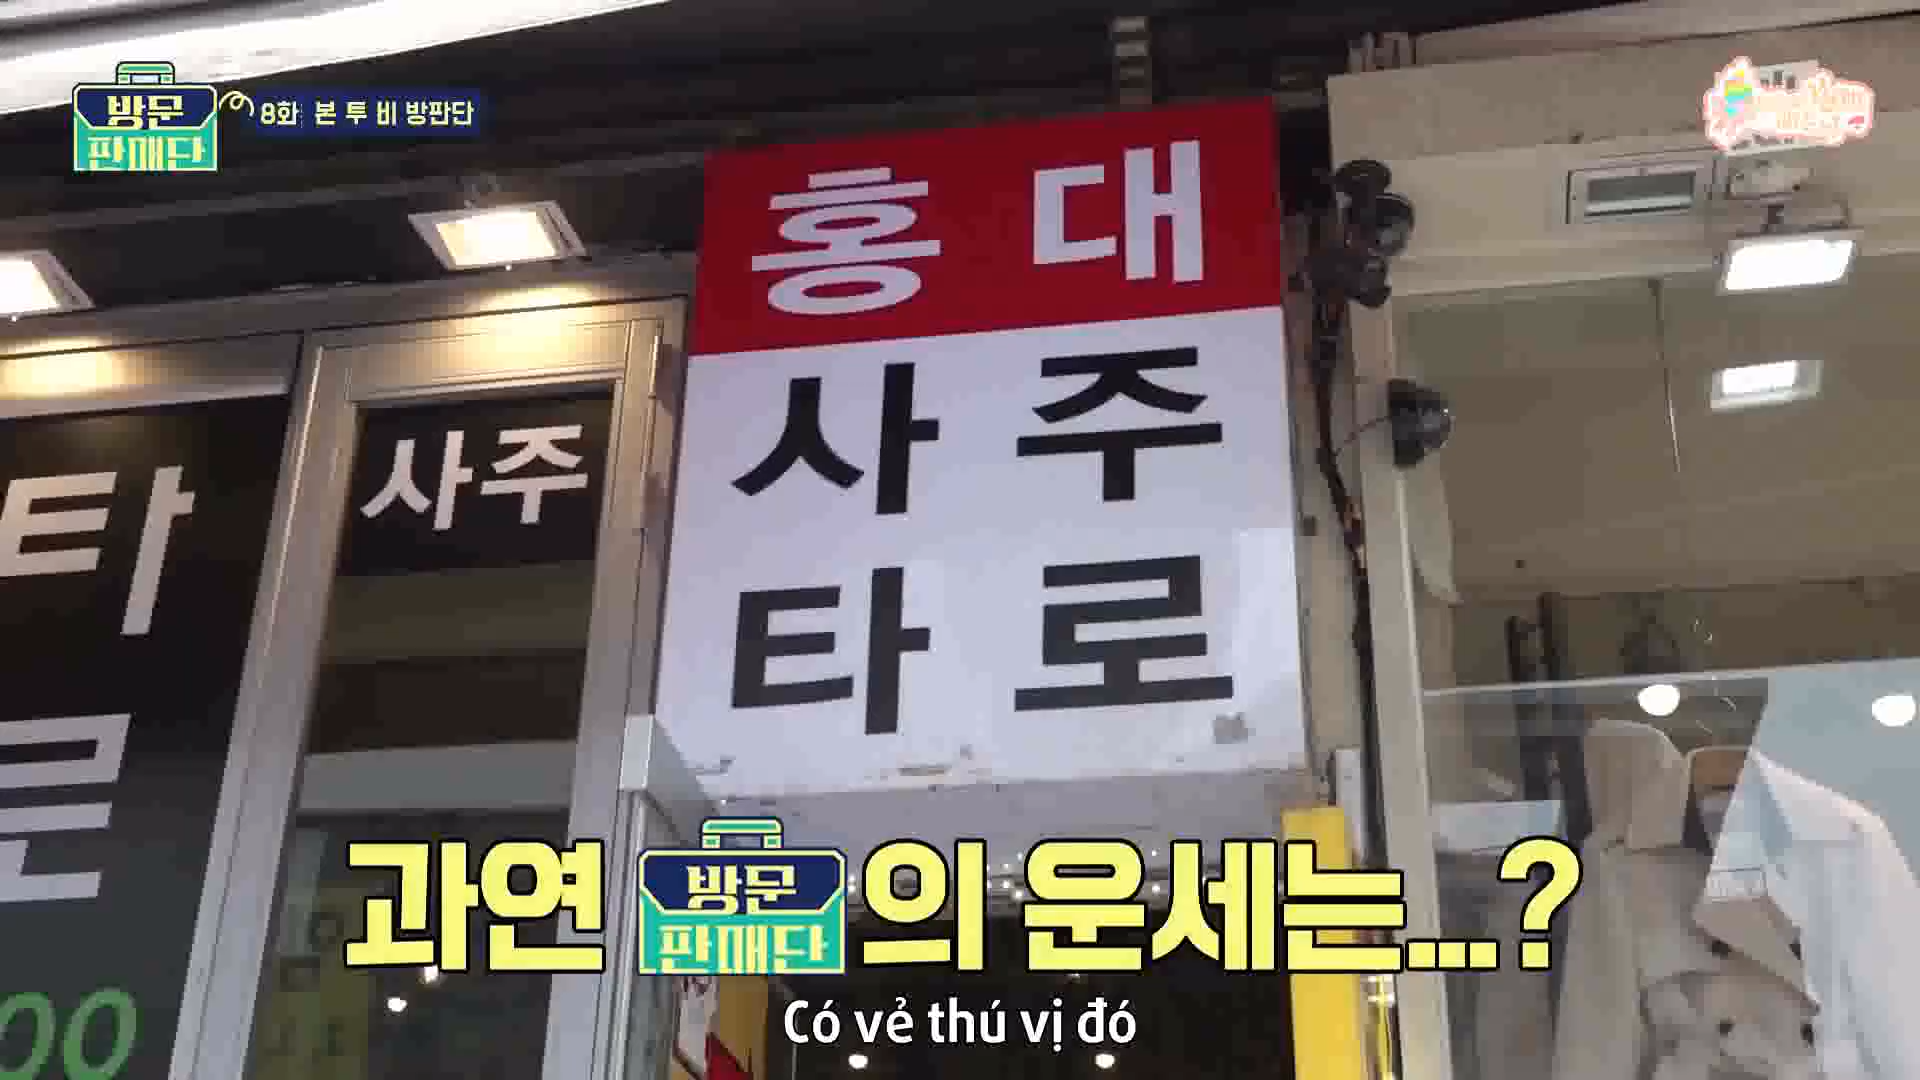 방문
판매단
8화 본 투 비 방판단
홍대
사주
타로
사주
타
로
00
과연 방문 판매단의 운세는...?
Có vẻ thú vị đó